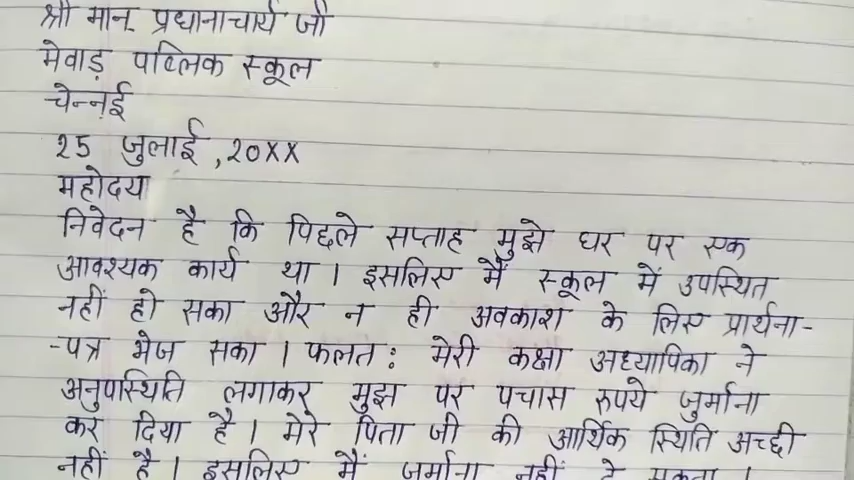 श्री मान् प्रधानाचार्य जी
मेवाड़ पब्लिक स्कूल
चेन्नई
25 जुलाई, 20XX
महोदया
निवेदन है कि पिछले सप्ताह मुझे घर पर एक
आवश्यक कार्य था। इसलिए मैं स्कूल में उपस्थित
नहीं हो सका और न ही अवकाश के लिए प्रार्थना-
-पत्र भेज सका। फलत: मेरी कक्षा अध्यापिका ने
अनुपस्थिति लगाकर मुझ पर पचास रुपये जुर्माना
कर दिया है। मेरे पिता जी की आर्थिक स्थिति अच्छी
नहीं है। इसलिए मैं जुर्माना नहीं दे सकता।